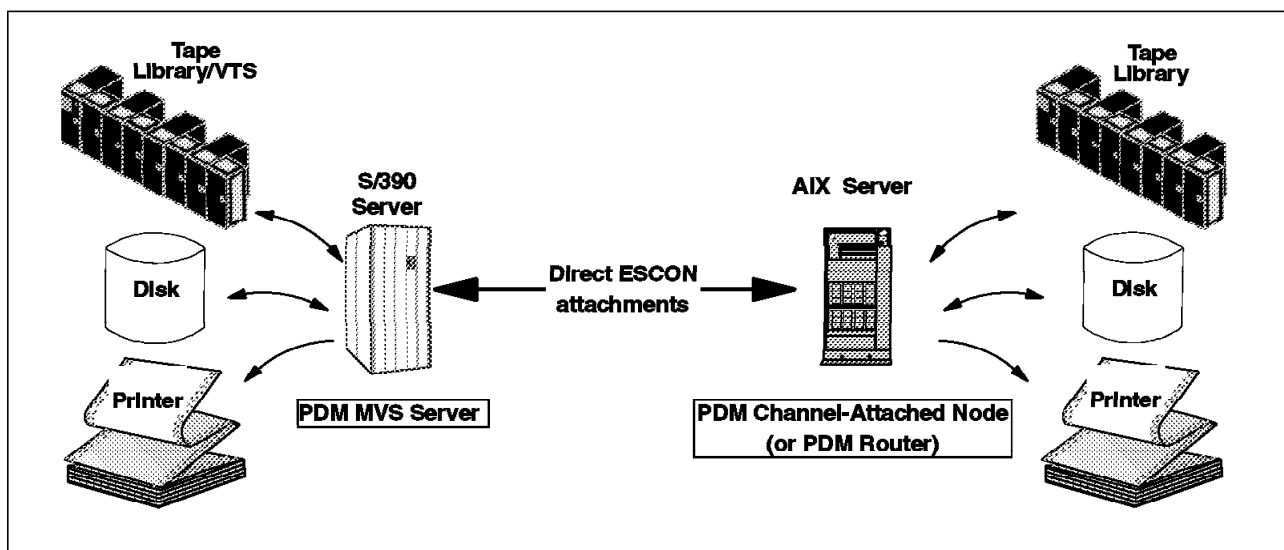 Tape
Library/VTS
S/390
Server
Disk
Printer
PDM MVS Server
Direct ESCON
attachments
AIX Server
PDM Channel-Attached Node
(or PDM Router)
Tape
Library
Disk
Printer